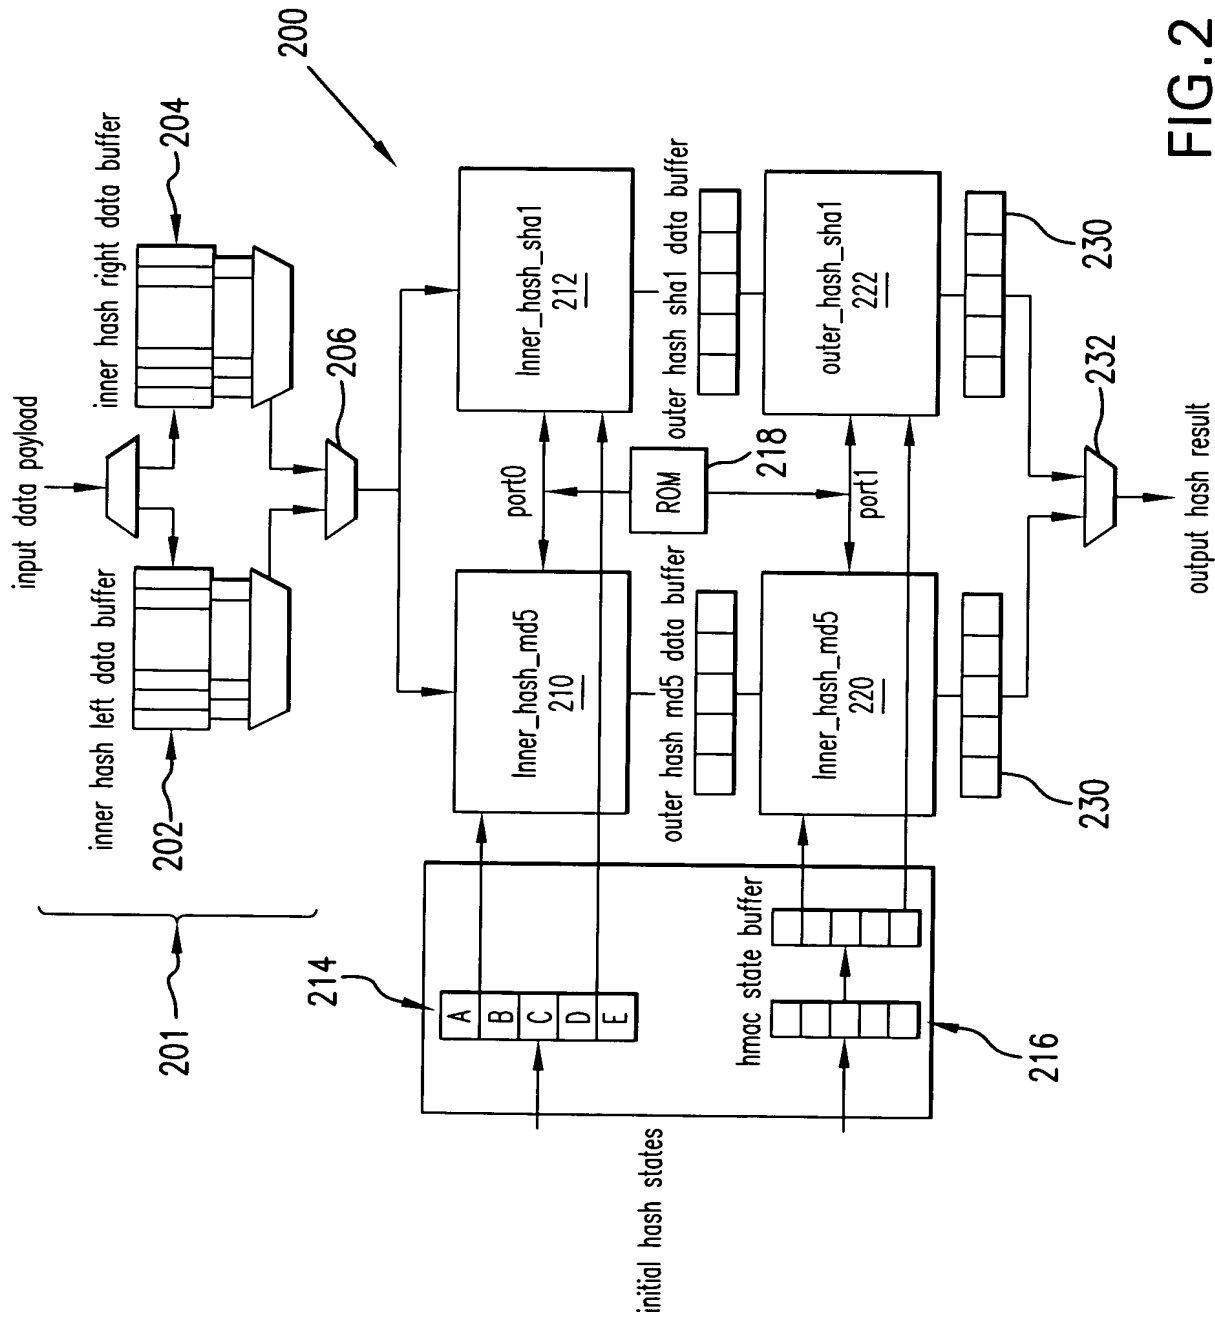 input data payload
inner hash left data buffer
inner hash right data buffer
202
204
201
206
200
Inner_hash_md5
210
Inner_hash_sha1
212
port0
214
A
B
C
D
E
initial hash states
outer hash md5 data buffer
outer hash sha1 data buffer
ROM
218
hmac state buffer
216
Inner_hash_md5
220
outer_hash_sha1
222
port1
230
230
232
output hash result
FIG.2